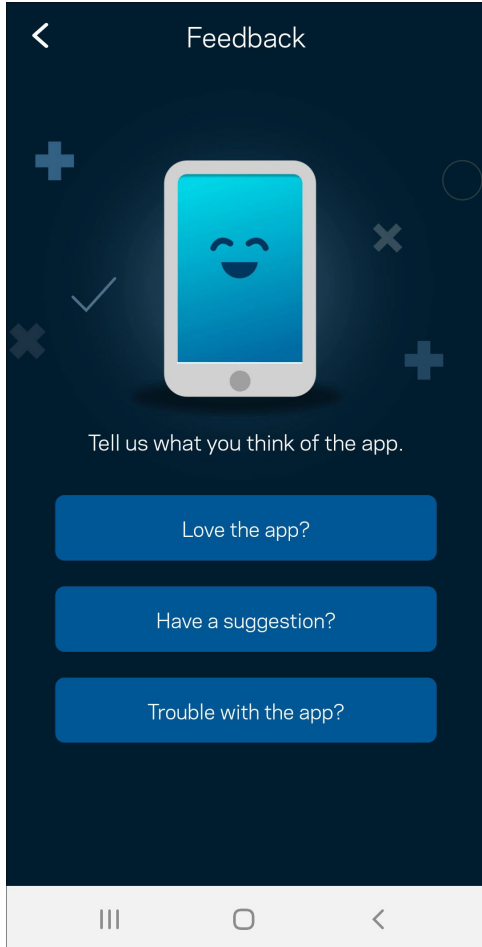 Feedback
Tell us what you think of the app.
Love the app?
Have a suggestion?
Trouble with the app?